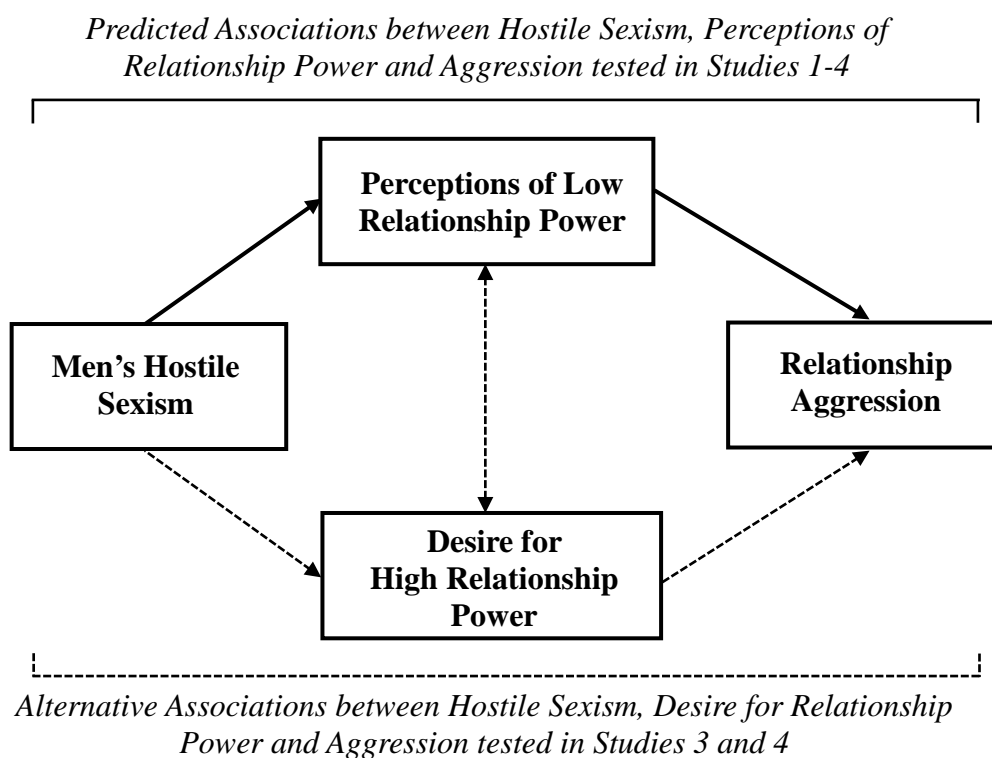 Predicted Associations between Hostile Sexism, Perceptions of
Relationship Power and Aggression tested in Studies 1-4
Perceptions of Low
Relationship Power
Men’s Hostile
Sexism
Relationship
Aggression
Desire for
High Relationship
Power
Alternative Associations between Hostile Sexism, Desire for Relationship
Power and Aggression tested in Studies 3 and 4